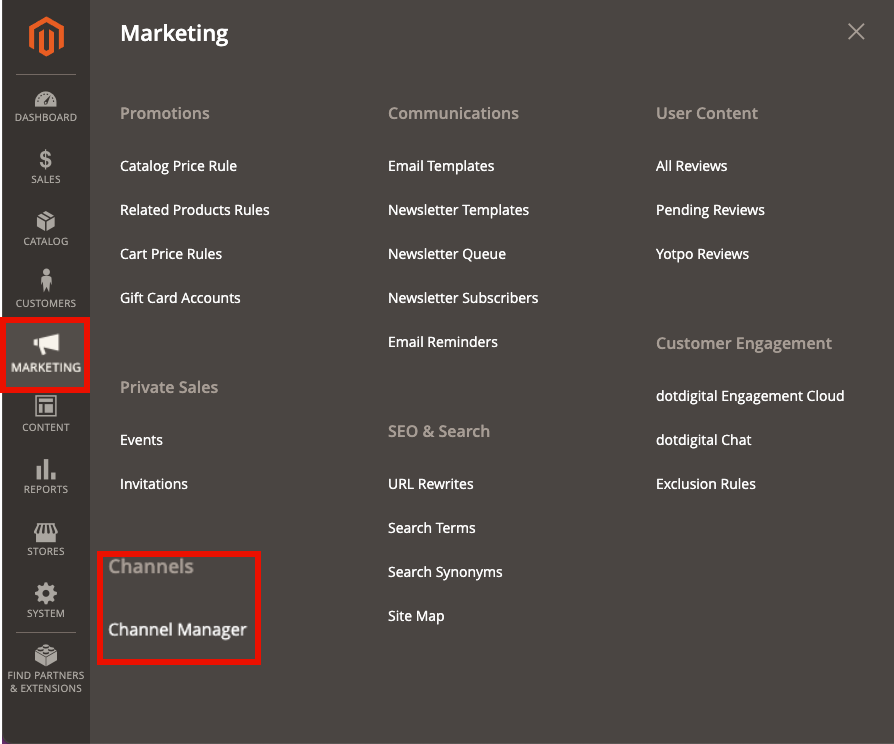 Marketing
DASHBOARD
SALES
CATALOG
CUSTOMERS
MARKETING
CONTENT
REPORTS
STORES
SYSTEM
FIND PARTNERS
& EXTENSIONS
Promotions
Catalog Price Rule
Related Products Rules
Cart Price Rules
Gift Card Accounts
Private Sales
Events
Invitations
Channels
Channel Manager
Communications
Email Templates
Newsletter Templates
Newsletter Queue
Newsletter Subscribers
Email Reminders
SEO & Search
URL Rewrites
Search Terms
Search Synonyms
Site Map
User Content
All Reviews
Pending Reviews
Yotpo Reviews
Customer Engagement
dotdigital Engagement Cloud
dotdigital Chat
Exclusion Rules